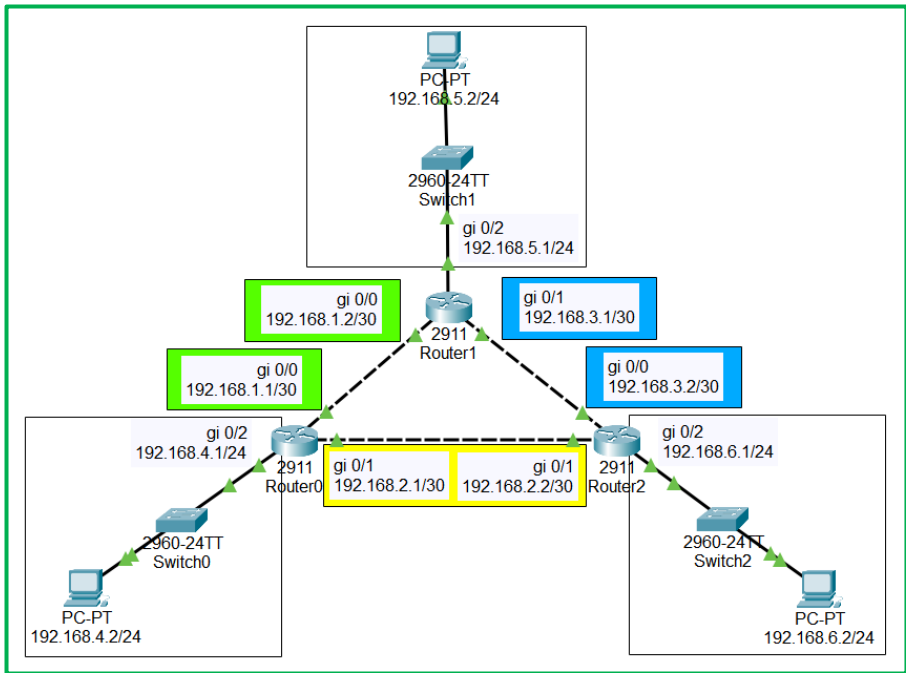 PC-PT
192.168.5.2/24
2960-24TT
Switch1
gi 0/2
192.168.5.1/24
gi 0/0
192.168.1.2/30
gi 0/1
192.168.3.1/30
2911
Router1
gi 0/0
192.168.1.1/30
gi 0/0
192.168.3.2/30
gi 0/2
192.168.4.1/24
2911
Router0
gi 0/1
192.168.2.1/30
gi 0/1
192.168.2.2/30
2911
Router2
gi 0/2
192.168.6.1/24
2960-24TT
Switch0
2960-24TT
Switch2
PC-PT
192.168.4.2/24
PC-PT
192.168.6.2/24